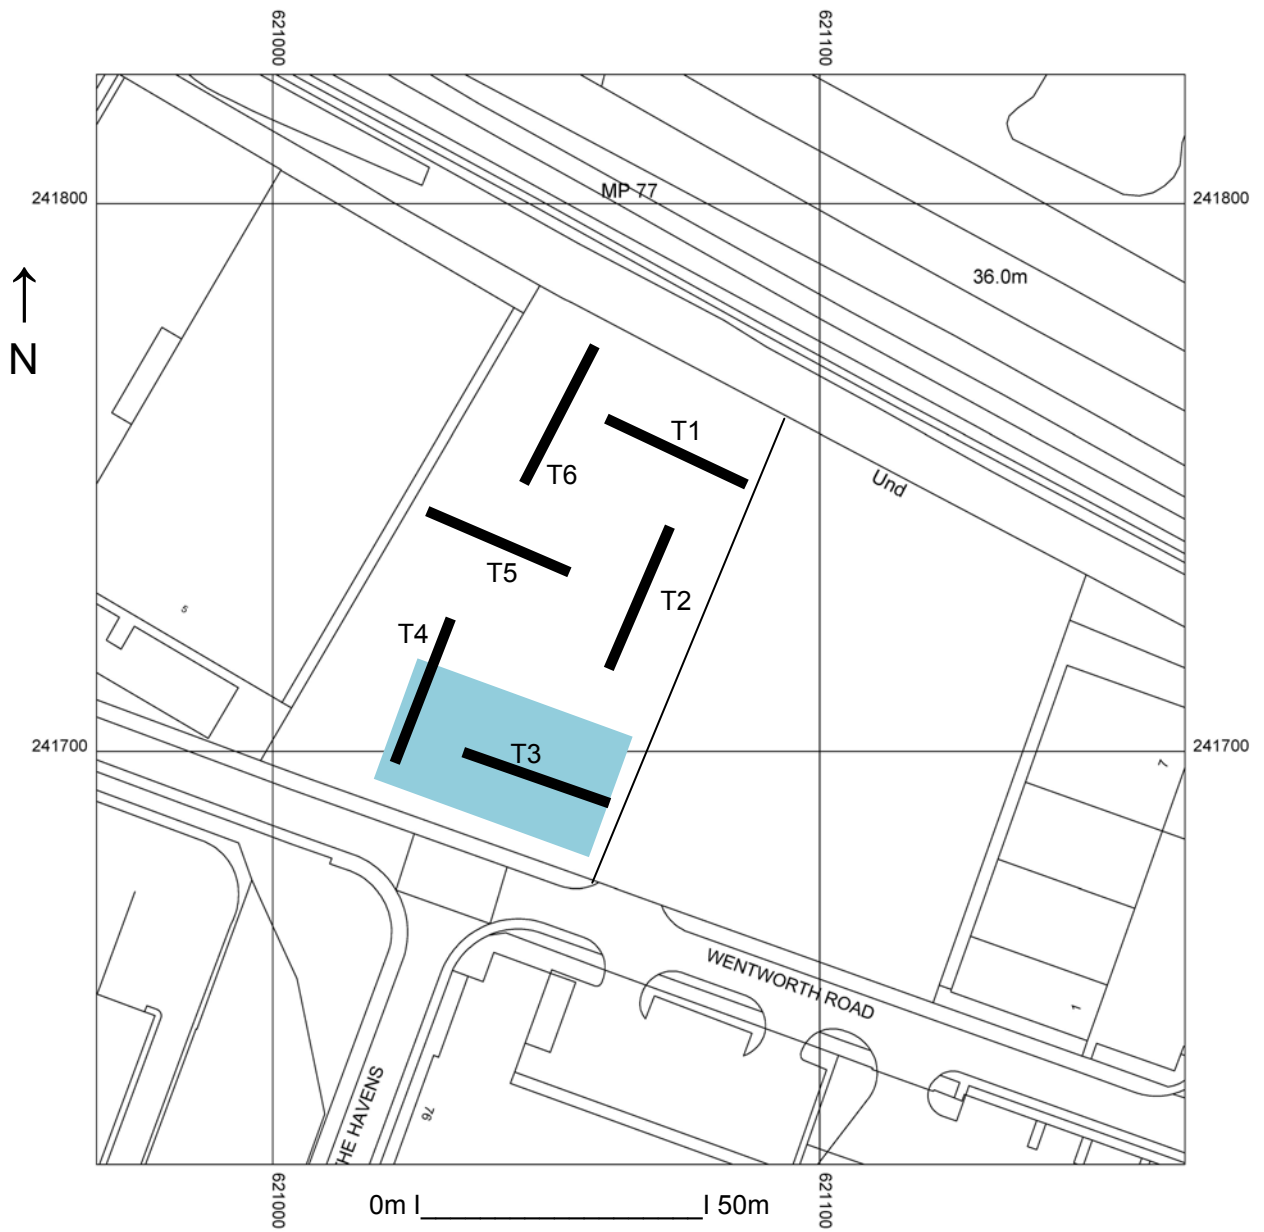 621000
621100
241800
MP 77
241800
36.0m
N
T1
T6
Und
T5
T2
5
T4
241700
T3
241700
7
WENTWORTH ROAD
1
HE HAVENS
76
621000
621100
0m I____________________I 50m